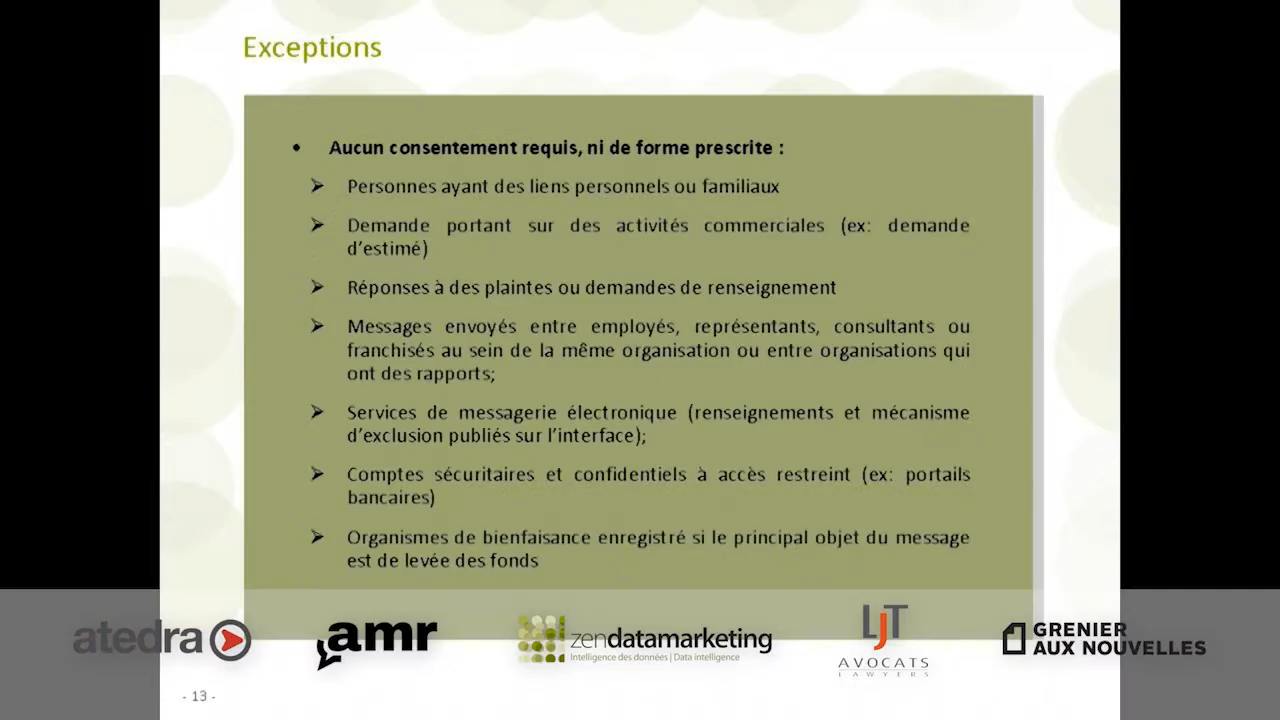 Exceptions
• Aucun consentement requis, ni de forme prescrite :
➢ Personnes ayant des liens personnels ou familiaux
➢ Demande portant sur des activités commerciales (ex: demande
d'estimé)
➢ Réponses à des plaintes ou demandes de renseignement
➢ Messages envoyés entre employés, représentants, consultants ou
franchisés au sein de la même organisation ou entre organisations qui
ont des rapports;
➢ Services de messagerie électronique (renseignements et mécanisme
d'exclusion publiés sur l'interface);
➢ Comptes sécuritaires et confidentiels à accès restreint (ex: portails
bancaires)
➢ Organismes de bienfaisance enregistré si le principal objet du message
est de levée des fonds
atedra
amr
zendatamarketing
Intelligence des données | Data intelligence
LJT
AVOCATS
LAWYERS
GRENIER
AUX NOUVELLES
- 13 -